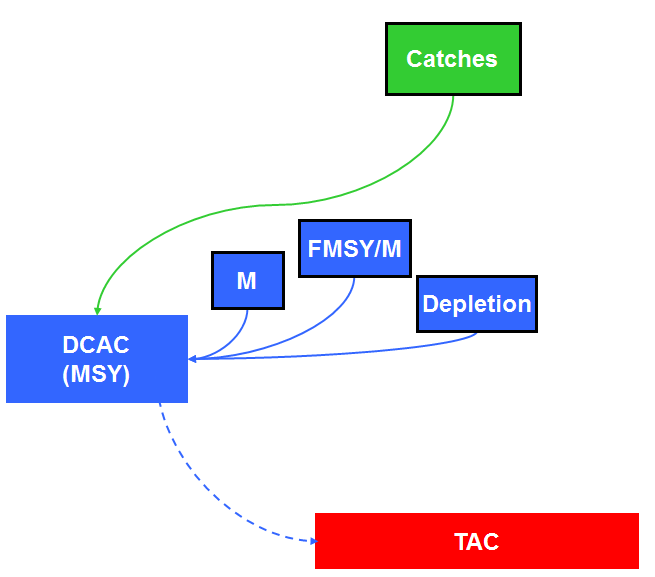 Catches
FMSY/M
M
Depletion
DCAC
(MSY)
TAC